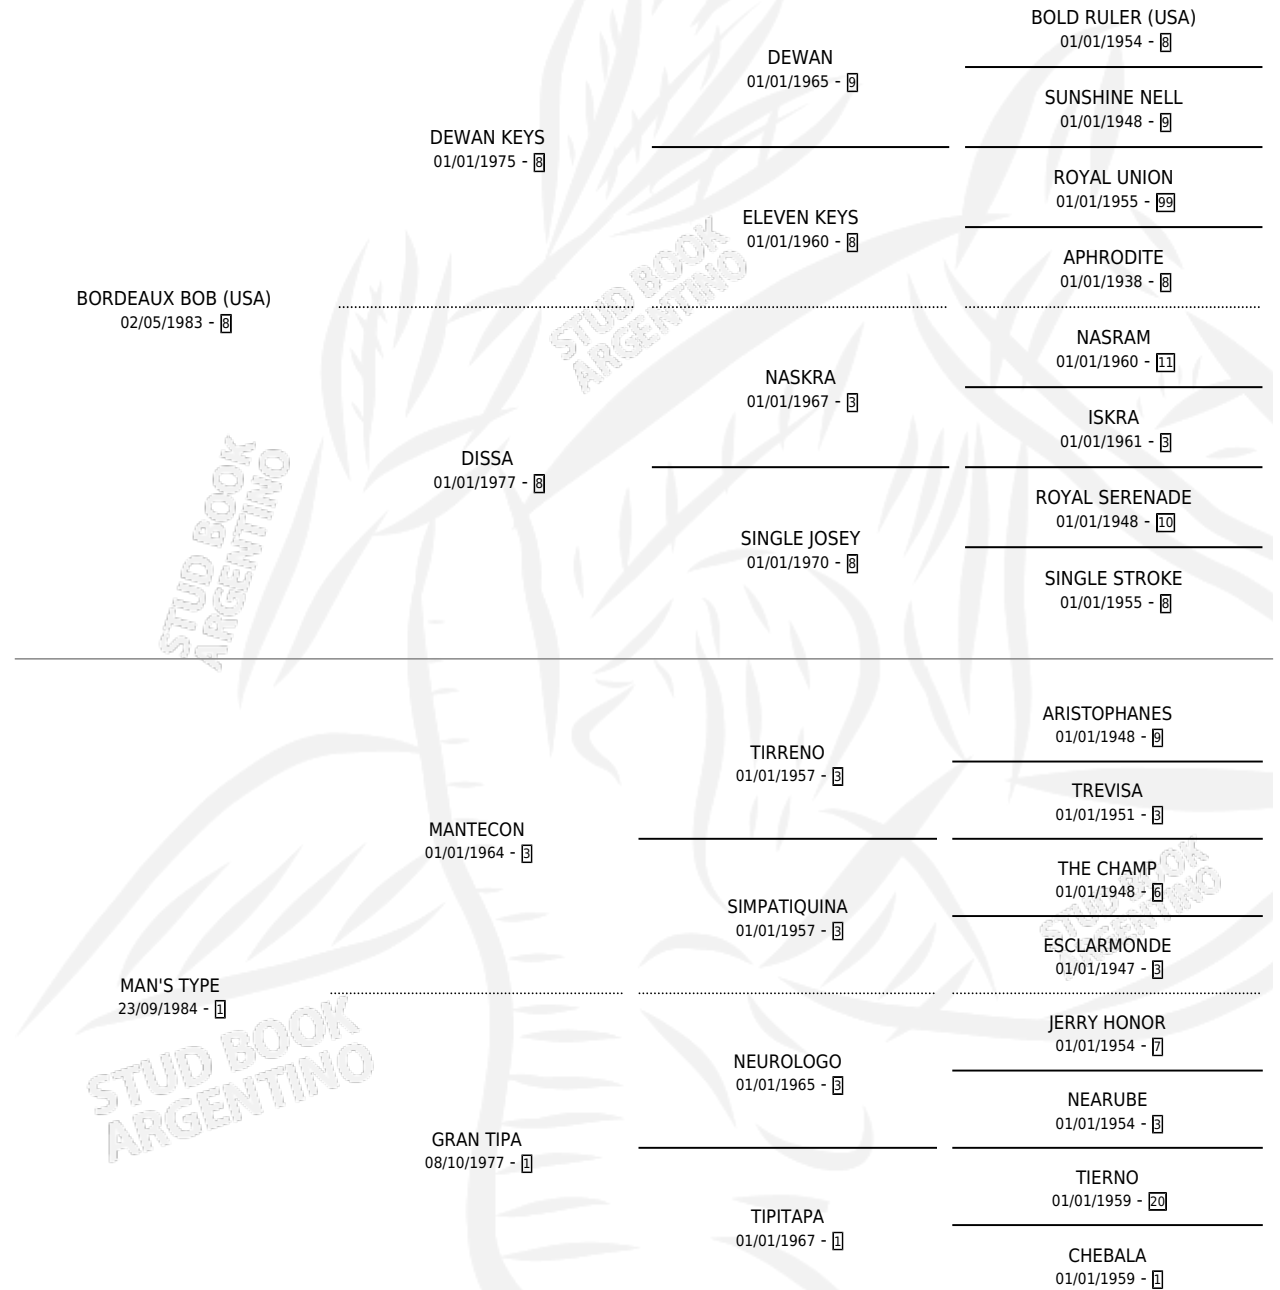 BOLD RULER (USA)
01/01/1954 - 8
DEWAN
01/01/1965 - 9
SUNSHINE NELL
01/01/1948 - 9
DEWAN KEYS
01/01/1975 - 8
ROYAL UNION
01/01/1955 - 99
ELEVEN KEYS
01/01/1960 - 8
APHRODITE
01/01/1938 - 8
BORDEAUX BOB (USA)
02/05/1983 - 8
STUD BOOK
ARGENTINO
NASRAM
01/01/1960 - 11
NASKRA
01/01/1967 - 3
ISKRA
01/01/1961 - 3
DISSA
01/01/1977 - 8
ROYAL SERENADE
01/01/1948 - 10
SINGLE JOSEY
01/01/1970 - 8
SINGLE STROKE
01/01/1955 - 8
STUD BOOK
ARGENTINO
ARISTOPHANES
01/01/1948 - 9
TIRRENO
01/01/1957 - 3
TREVISA
01/01/1951 - 3
MANTECON
01/01/1964 - 3
THE CHAMP
01/01/1948 - 6
SIMPATIQUINA
01/01/1957 - 3
STUD BOOK
ARGENTINO
ESCLARMONDE
01/01/1947 - 3
MAN'S TYPE
23/09/1984 - 1
JERRY HONOR
01/01/1954 - 7
NEUROLOGO
01/01/1965 - 3
NEARUBE
01/01/1954 - 3
STUD BOOK
ARGENTINO
GRAN TIPA
08/10/1977 - 1
TIERNO
01/01/1959 - 20
TIPITAPA
01/01/1967 - 1
CHEBALA
01/01/1959 - 1